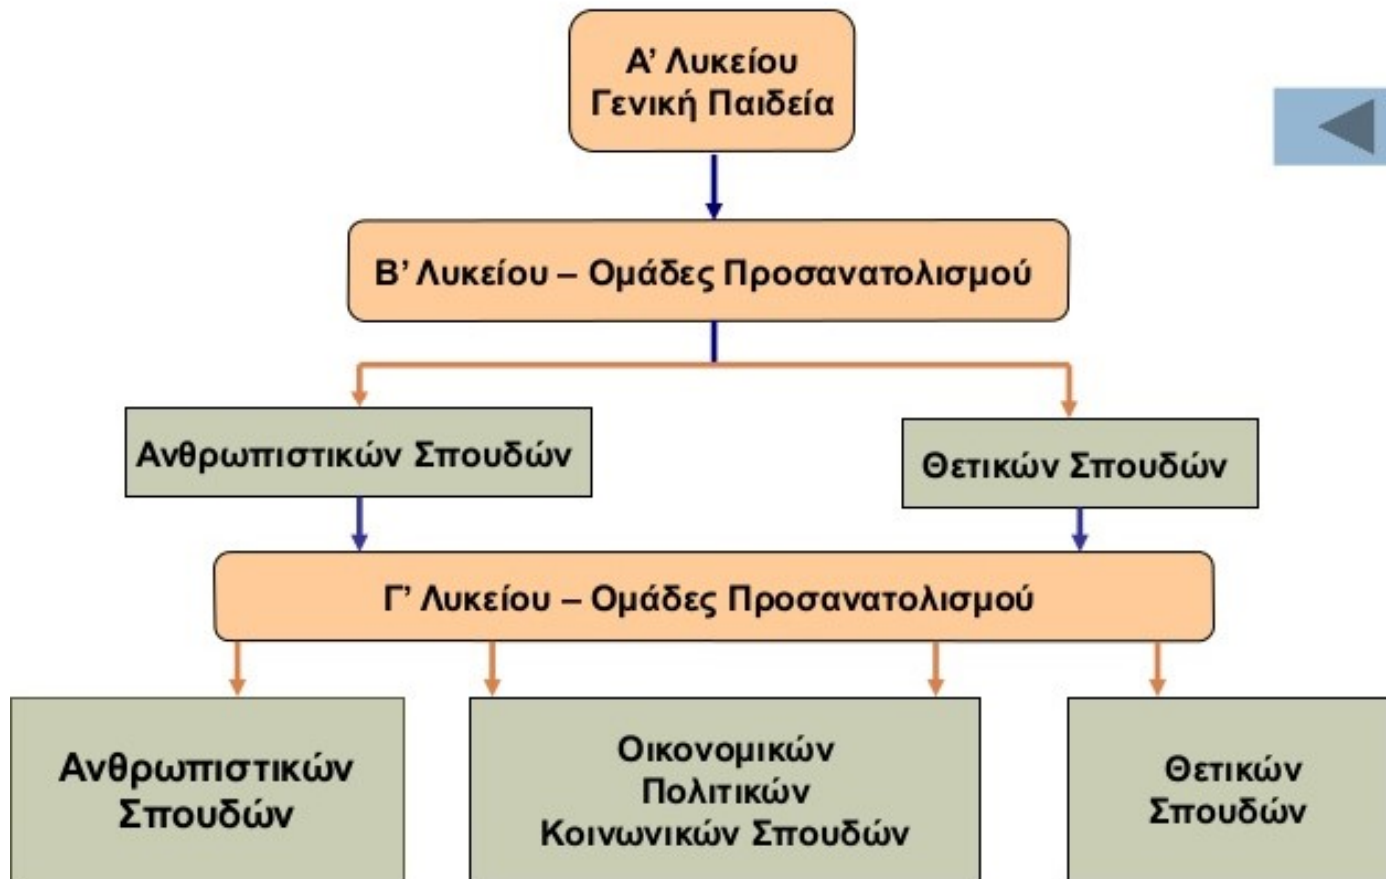 Α’ Λυκείου
Γενική Παιδεία
Β’ Λυκείου – Ομάδες Προσανατολισμού
Ανθρωπιστικών Σπουδών
Θετικών Σπουδών
Γ’ Λυκείου – Ομάδες Προσανατολισμού
Ανθρωπιστικών
Σπουδών
Οικονομικών
Πολιτικών
Κοινωνικών Σπουδών
Θετικών
Σπουδών